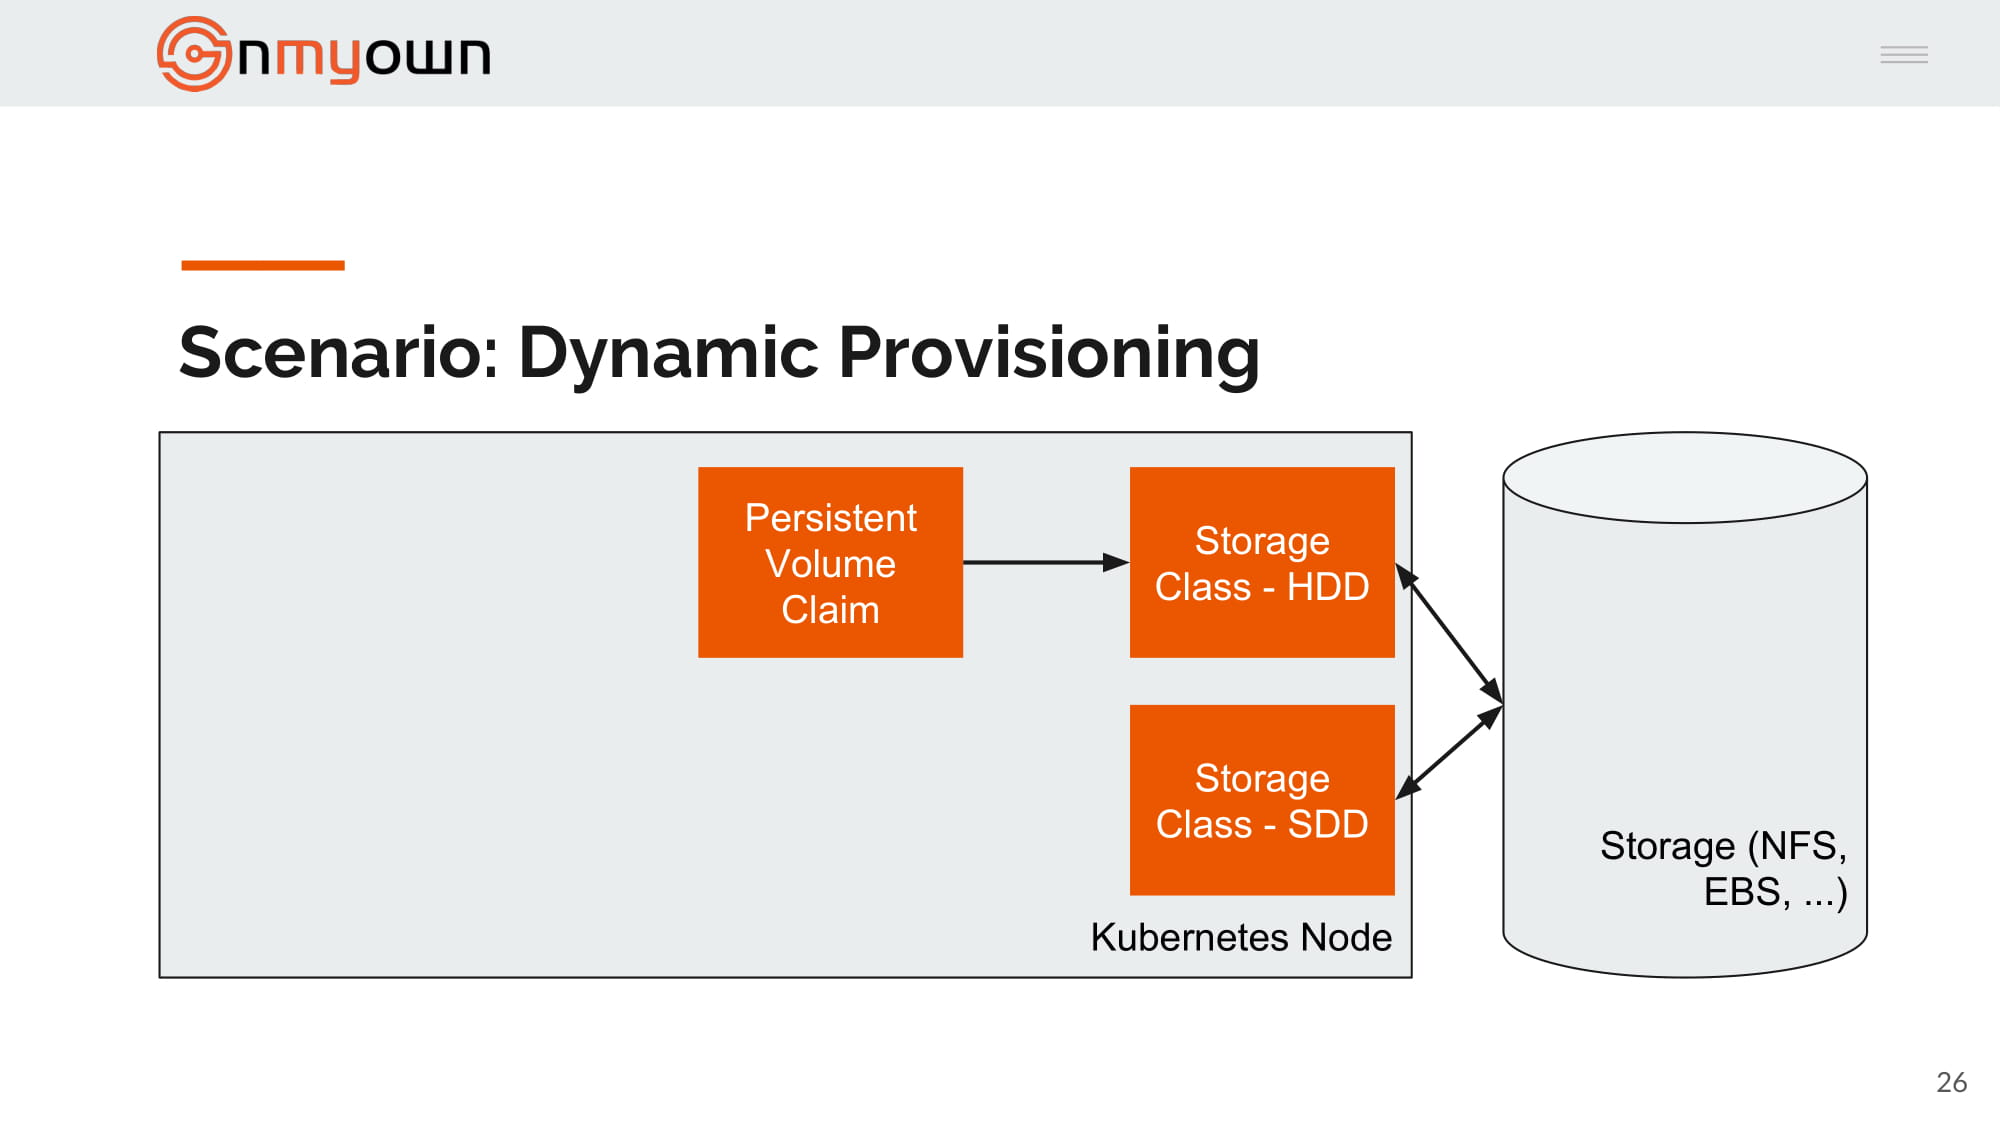 nmyown
Scenario: Dynamic Provisioning
Persistent
Volume
Claim
Storage
Class - HDD
Storage
Class - SDD
Kubernetes Node
Storage (NFS,
EBS, ...)
26